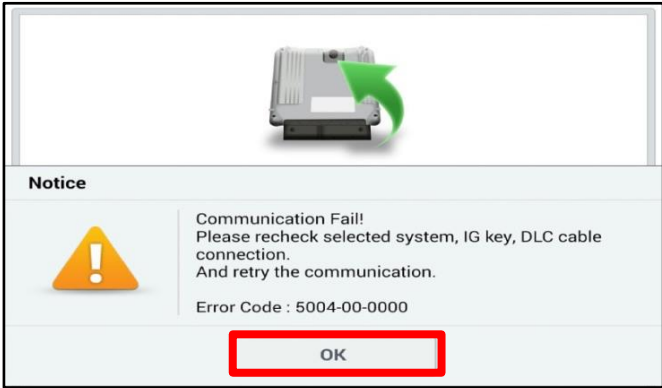 Notice
Communication Fail!
Please recheck selected system, IG key, DLC cable
connection.
And retry the communication.
Error Code : 5004-00-0000
OK